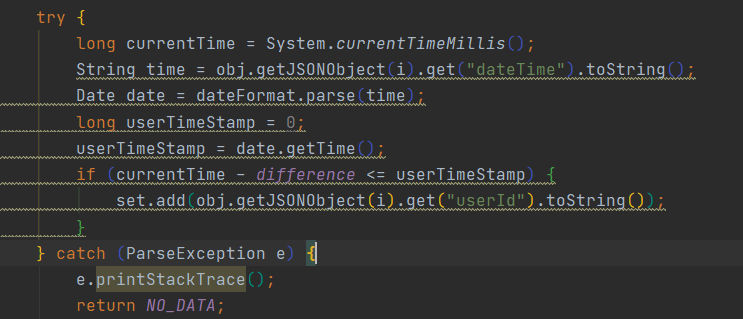 try {
long currentTime = System.currentTimeMillis();
String time = obj.getJSONObject(i).get("dateTime").toString();
Date date = dateFormat.parse(time);
long userTimeStamp = 0;
userTimeStamp = date.getTime();
if (currentTime - difference <= userTimeStamp) {
set.add(obj.getJSONObject(i).get("userId").toString());
}
} catch (ParseException e) {
e.printStackTrace();
return NO_DATA;